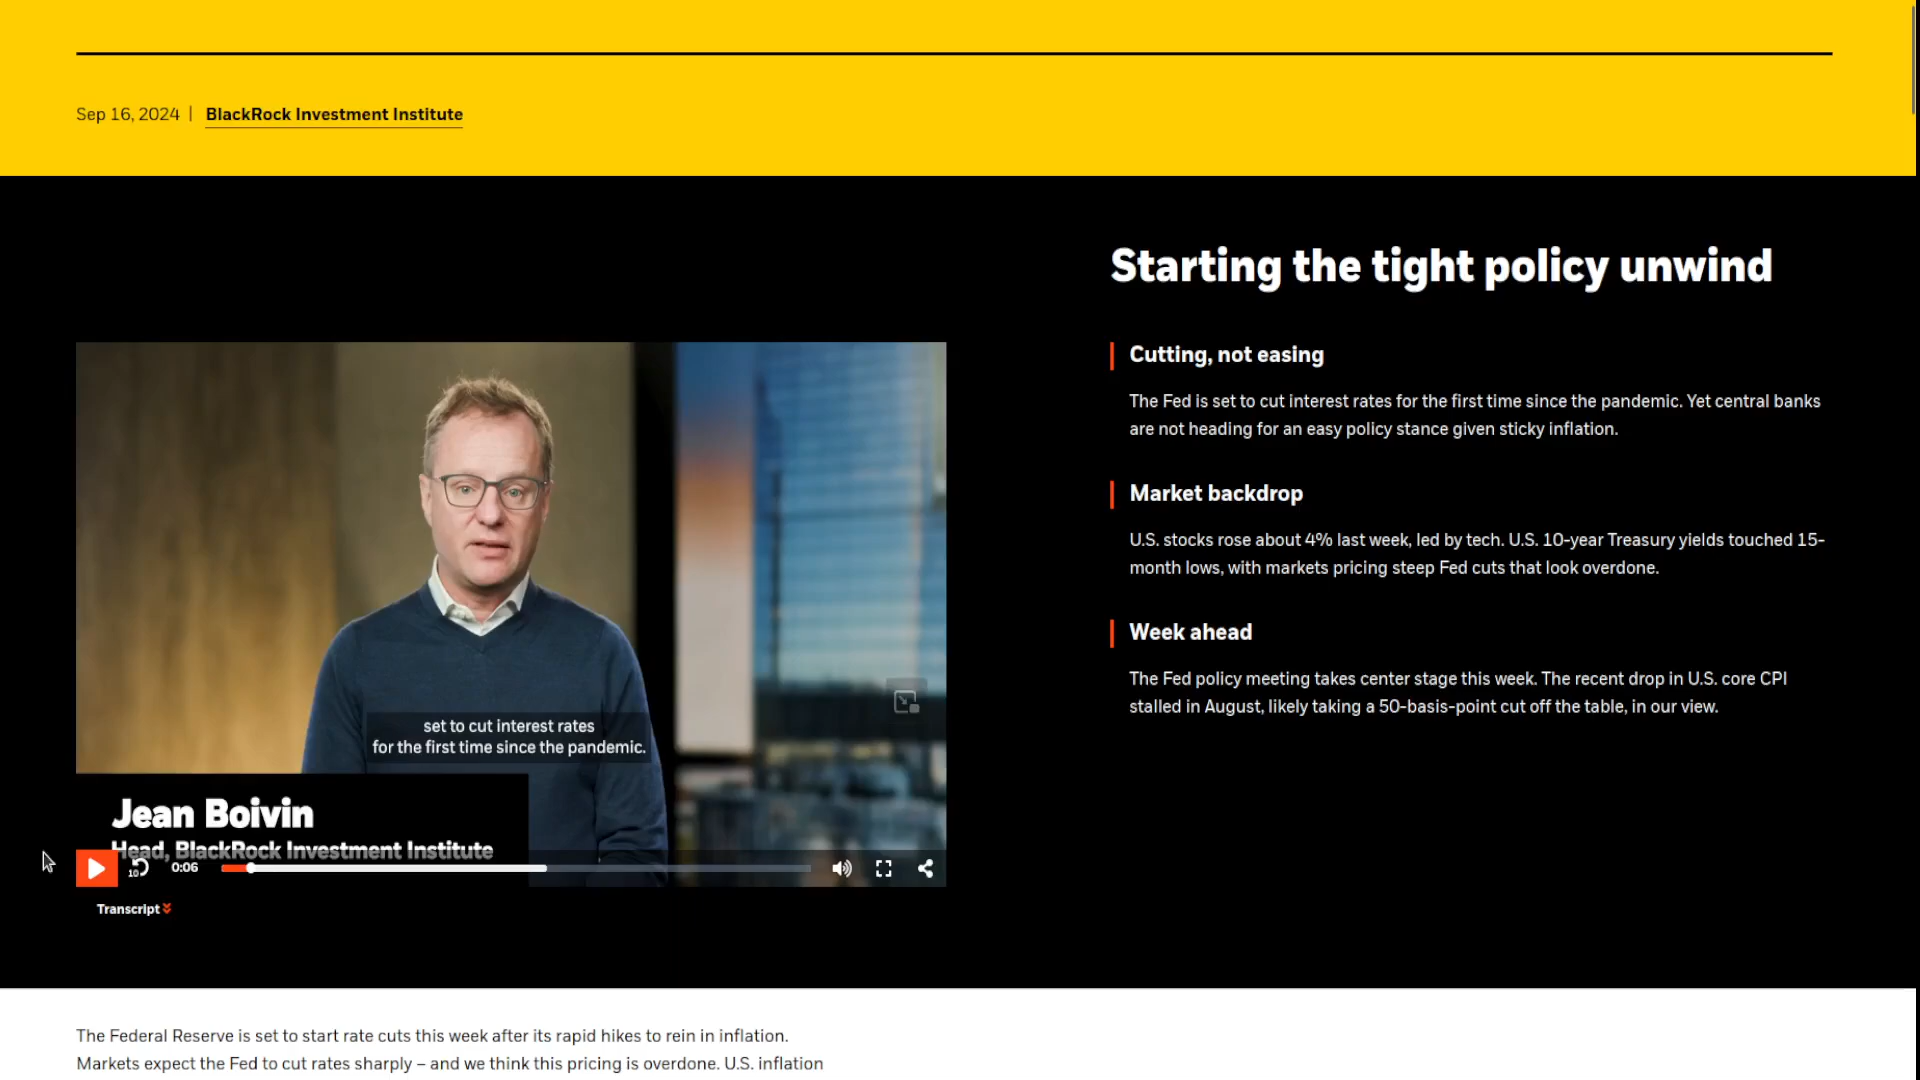 Sep 16, 2024 | BlackRock Investment Institute
Starting the tight policy unwind
Cutting, not easing
The Fed is set to cut interest rates for the first time since the pandemic. Yet central banks
are not heading for an easy policy stance given sticky inflation.
Market backdrop
U.S. stocks rose about 4% last week, led by tech. U.S. 10-year Treasury yields touched 15-
month lows, with markets pricing steep Fed cuts that look overdone.
Week ahead
The Fed policy meeting takes center stage this week. The recent drop in U.S. core CPI
stalled in August, likely taking a 50-basis-point cut off the table, in our view.
set to cut interest rates
for the first time since the pandemic.
Jean Boivin
Head, BlackRock Investment Institute
10
0:06
Transcript
The Federal Reserve is set to start rate cuts this week after its rapid hikes to rein in inflation.
Markets expect the Fed to cut rates sharply – and we think this pricing is overdone. U.S. inflation